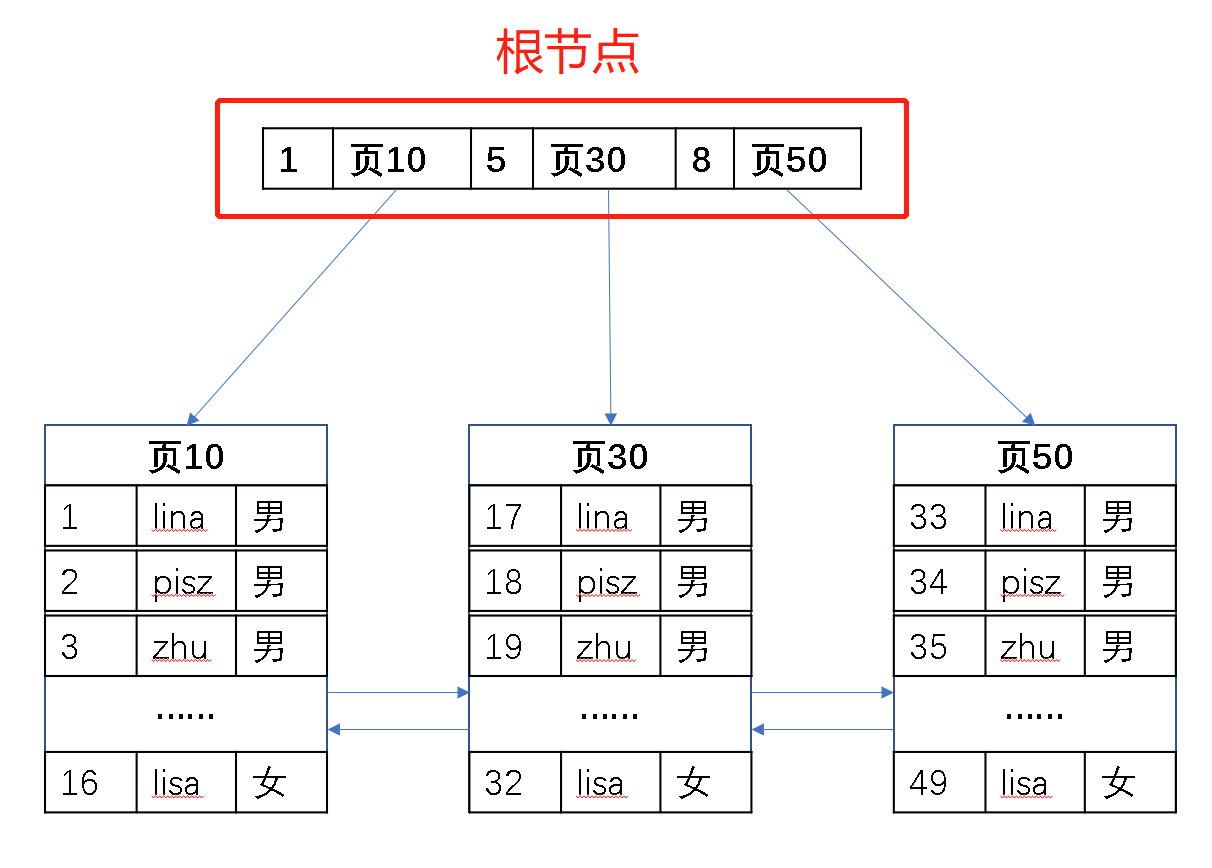 根节点
1 页10 5 页30 8 页50
页10 页30 页50
1 lina 男 17 lina 男 33 lina 男
2 pisz 男 18 pisz 男 34 pisz 男
3 zhu 男 19 zhu 男 35 zhu 男
…… …… ……
16 lisa 女 32 lisa 女 49 lisa 女